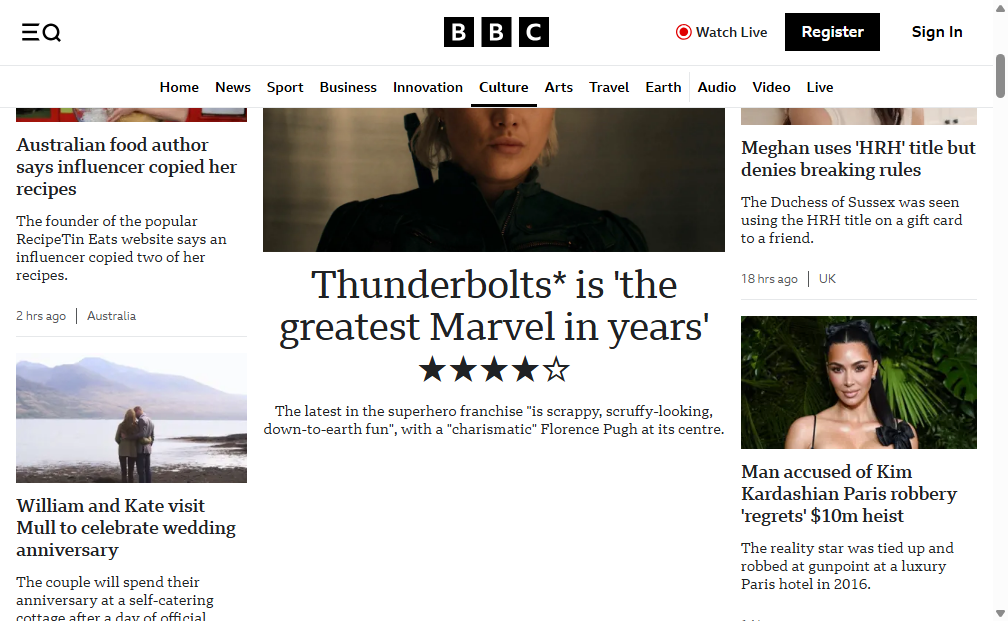 BBC
Watch Live
Register
Sign In
Home
News
Sport
Business
Innovation
Culture
Arts
Travel
Earth
Audio
Video
Live
Australian food author
says influencer copied her
recipes
The founder of the popular
RecipeTin Eats website says an
influencer copied two of her
recipes.
2 hrs ago
Australia
William and Kate visit
Mull to celebrate wedding
anniversary
The couple will spend their
anniversary at a self-catering
cottage after a day of official
Thunderbolts* is 'the
greatest Marvel in years'
★★★★☆
The latest in the superhero franchise "is scrappy, scruffy-looking,
down-to-earth fun", with a "charismatic" Florence Pugh at its centre.
Meghan uses 'HRH' title but
denies breaking rules
The Duchess of Sussex was seen
using the HRH title on a gift card
to a friend.
18 hrs ago
UK
Man accused of Kim
Kardashian Paris robbery
'regrets' $10m heist
The reality star was tied up and
robbed at gunpoint at a luxury
Paris hotel in 2016.